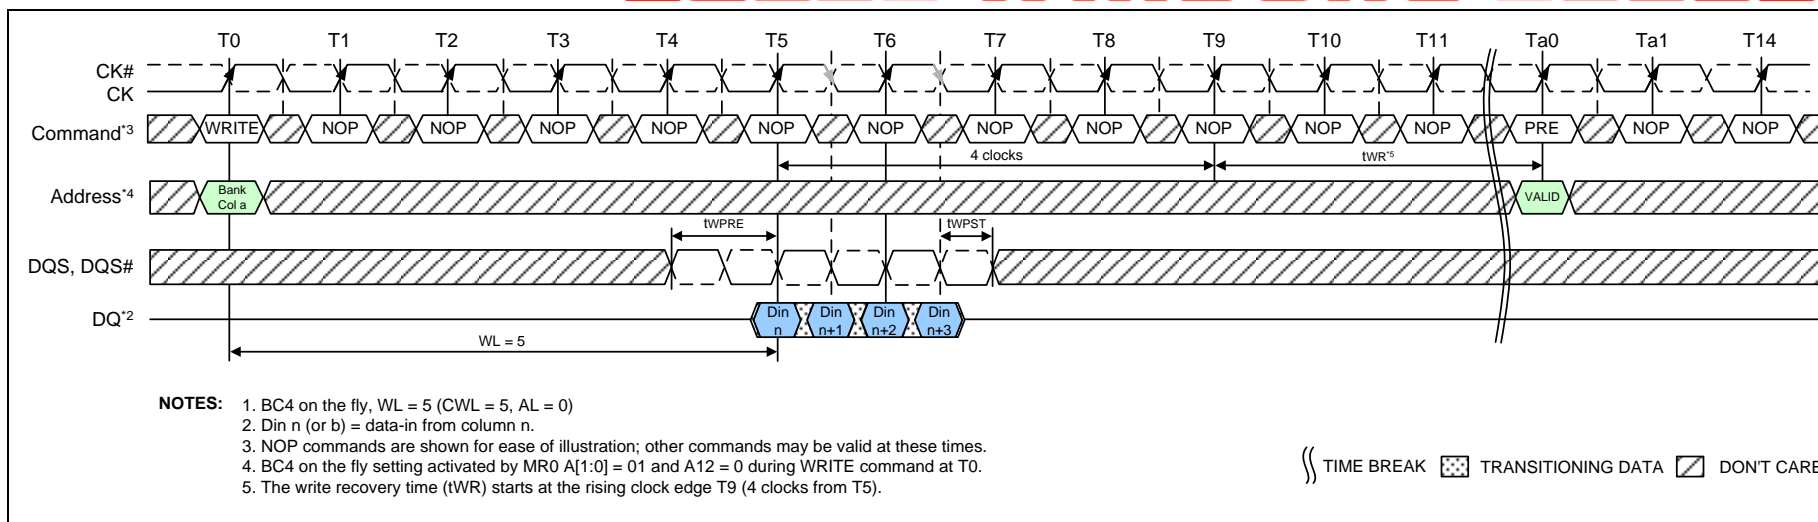 T0 T1 T2 T3 T4 T5 T6 T7 T8 T9 T10 T11 Ta0 Ta1 T14
CK#
CK
Command*3 WRITE NOP NOP NOP NOP NOP NOP NOP NOP NOP NOP NOP PRE NOP NOP
4 clocks tWR*5
Address*4 Bank Col a VALID
tWPRE tWPST
DQS, DQS#
DQ*2 Din n Din n+1 Din n+2 Din n+3
WL = 5
NOTES: 1. BC4 on the fly, WL = 5 (CWL = 5, AL = 0)
2. Din n (or b) = data-in from column n.
3. NOP commands are shown for ease of illustration; other commands may be valid at these times.
4. BC4 on the fly setting activated by MR0 A[1:0] = 01 and A12 = 0 during WRITE command at T0.
5. The write recovery time (tWR) starts at the rising clock edge T9 (4 clocks from T5).
TIME BREAK TRANSITIONING DATA DON'T CARE